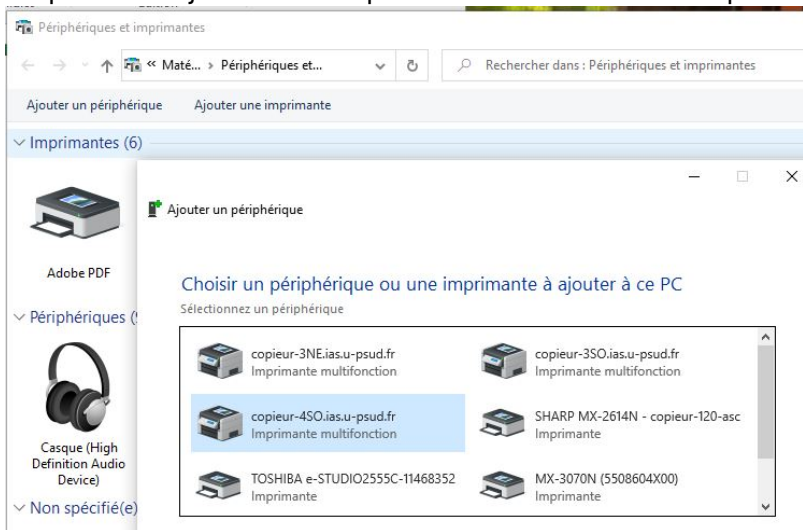 Périphériques et imprimantes
« Maté... › Périphériques et...
Rechercher dans : Périphériques et imprimantes
Ajouter un périphérique Ajouter une imprimante
Imprimantes (6)
Adobe PDF
Périphériques (
Casque (High
Definition Audio
Device)
Non spécifié(e)
Ajouter un périphérique
Choisir un périphérique ou une imprimante à ajouter à ce PC
Sélectionnez un périphérique
copieur-3NE.ias.u-psud.fr
Imprimante multifonction
copieur-3SO.ias.u-psud.fr
Imprimante multifonction
copieur-4SO.ias.u-psud.fr
Imprimante multifonction
SHARP MX-2614N - copieur-120-asc
Imprimante
TOSHIBA e-STUDIO2555C-11468352
Imprimante
MX-3070N (5508604X00)
Imprimante